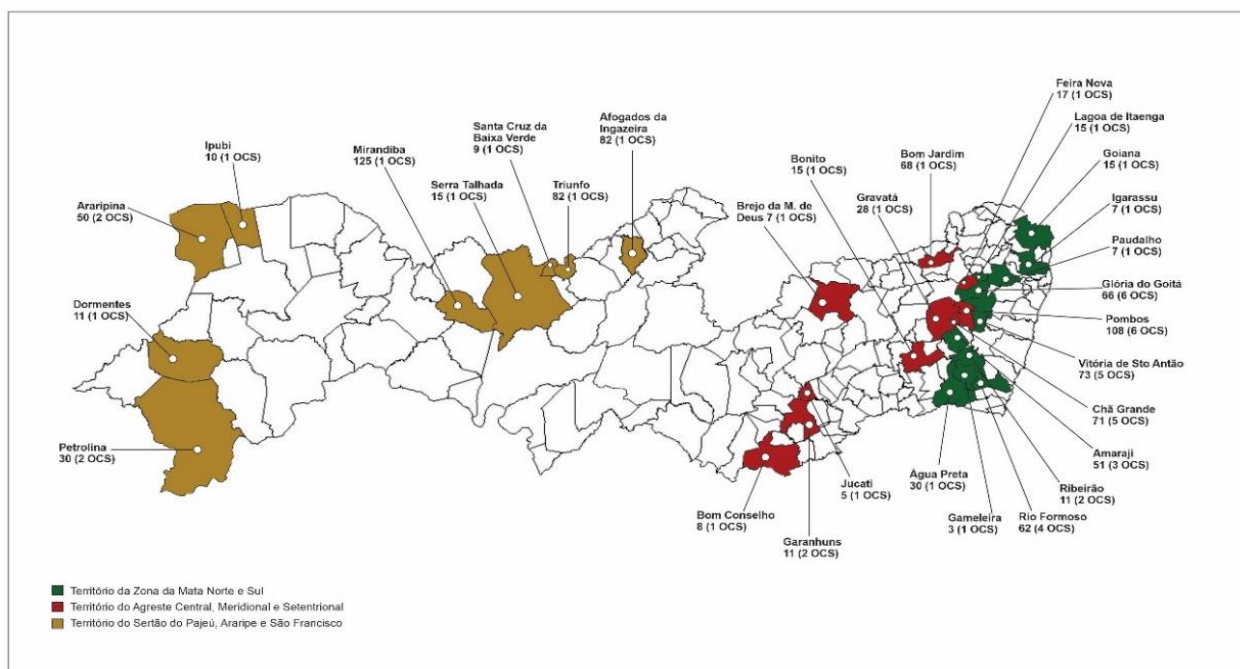 Feira Nova
17 (1 OCS)
Lagoa de Itaenga
15 (1 OCS)
Goiana
15 (1 OCS)
Igarassu
7 (1 OCS)
Paudalho
7 (1 OCS)
Glória do Goitá
66 (6 OCS)
Pombos
108 (6 OCS)
Vitória de Sto Antão
73 (5 OCS)
Chã Grande
71 (5 OCS)
Amaraji
51 (3 OCS)
Ribeirão
11 (2 OCS)
Rio Formoso
62 (4 OCS)
Gameleira
3 (1 OCS)
Água Preta
30 (1 OCS)
Bom Jardim
68 (1 OCS)
Gravatá
28 (1 OCS)
Bonito
15 (1 OCS)
Brejo da M. de
Deus 7 (1 OCS)
Afogados da
Ingazeira
82 (1 OCS)
Triunfo
82 (1 OCS)
Santa Cruz da
Baixa Verde
9 (1 OCS)
Serra Talhada
15 (1 OCS)
Mirandiba
125 (1 OCS)
Ipubi
10 (1 OCS)
Araripina
50 (2 OCS)
Dormentes
11 (1 OCS)
Petrolina
30 (2 OCS)
Bom Conselho
8 (1 OCS)
Garanhuns
11 (2 OCS)
Jucati
5 (1 OCS)
Território da Zona da Mata Norte e Sul
Território do Agreste Central, Meridional e Setentrional
Território do Sertão do Pajeú, Araripe e São Francisco